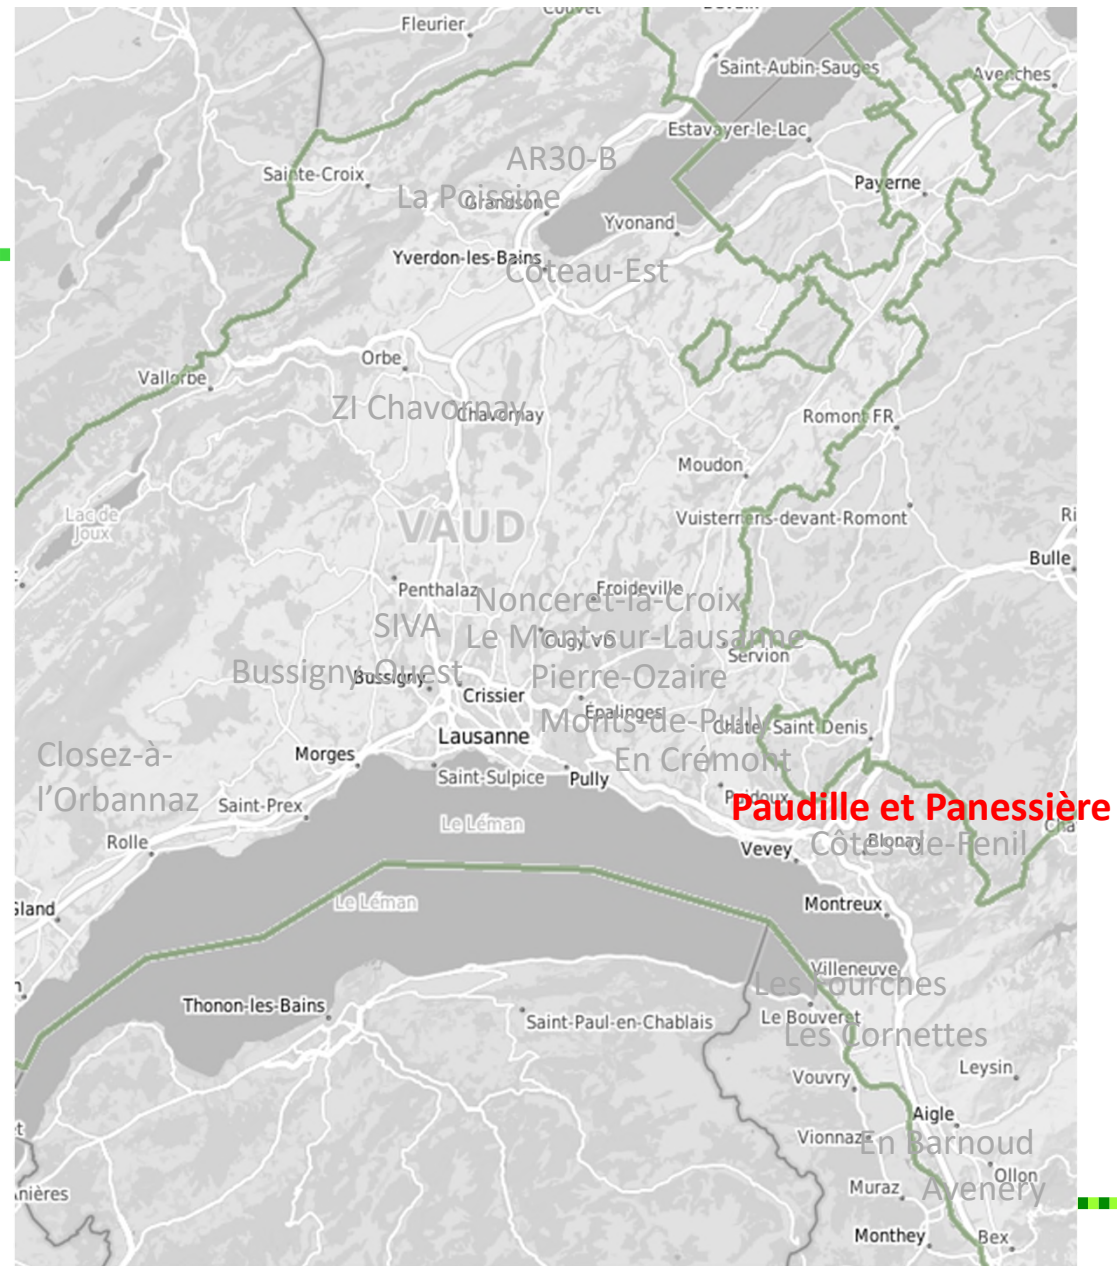 Fleurier
Saint-Aubin-Sauges
Avenches
Estavayer-le-Lac
AR30-B
Sainte-Croix
La Poissine
Grandson
Payerne
Yvonand
Yverdon-les-Bains
Coteau-Est
Orbe
Vallorbe
ZI Chavornay
Chavornay
Romont FR
Moudon
Lac de
Joux
VAUD
Vuisternens-devant-Romont
Ri
Bulle
Penthalaz
Froideville
Nonceret-la-Croix
SIVA
Le Mont-sur-Lausanne
Cugy VD
Servion
Bussigny-Ouest
Bussigny
Pierre-Ozaire
Crissier
Épalinges
Monts-de-Pully
Châtel-Saint-Denis
Lausanne
Closez-à-
l’Orbannaz
Morges
En Crémont
Saint-Sulpice
Pully
Puidoux
Saint-Prex
Paudille et Panessière
Le Léman
Cha
Rolle
Vevey
Côtes-de-Fenil
Blonay
Le Léman
Montreux
Gland
Villeneuve
Les Fourches
Thonon-les-Bains
Saint-Paul-en-Chablais
Le Bouveret
Les Cornettes
Leysin
Vouvry
Aigle
Vionnaz
En Barnoud
Ollon
Muraz
Avenery
nières
Monthey
Bex